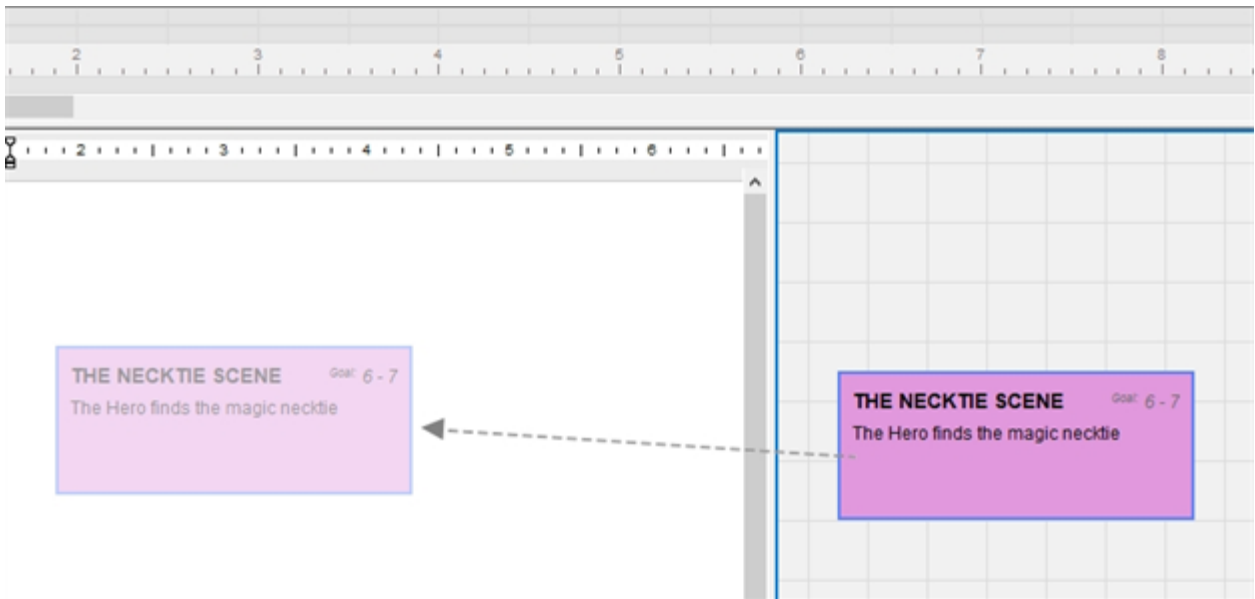 2 3 4 5 6 7 8
2 3 4 5 6
THE NECKTIE SCENE Goal: 6 - 7
The Hero finds the magic necktie
THE NECKTIE SCENE Goal: 6 - 7
The Hero finds the magic necktie